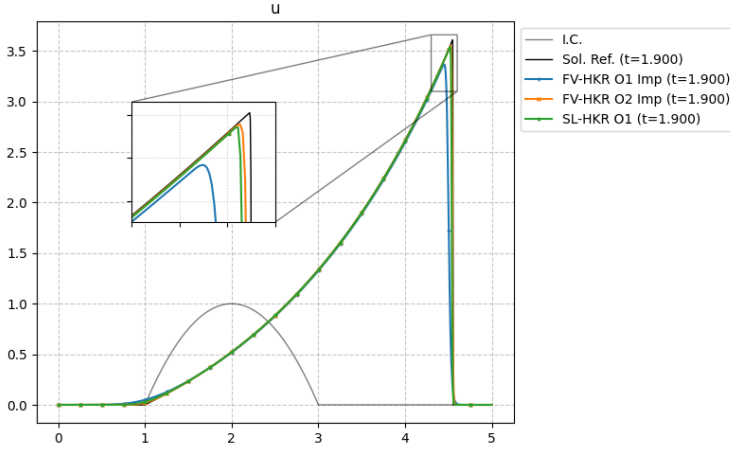 u
3.5
3.0
2.5
2.0
1.5
1.0
0.5
0.0
0 1 2 3 4 5
I.C.
Sol. Ref. (t=1.900)
FV-HKR O1 Imp (t=1.900)
FV-HKR O2 Imp (t=1.900)
SL-HKR O1 (t=1.900)